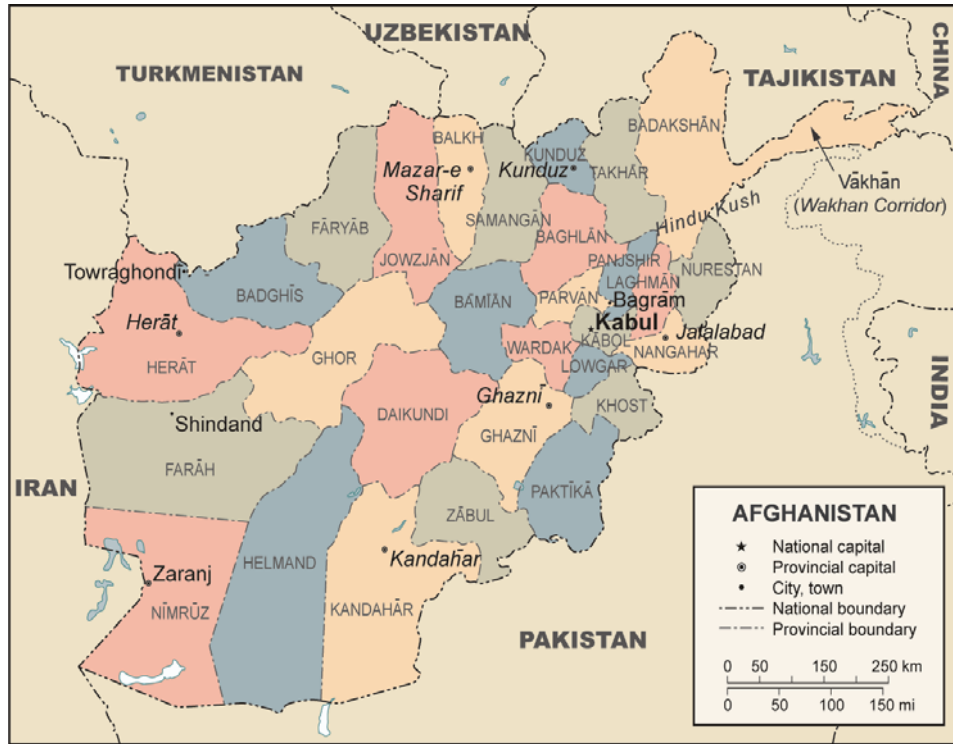 UZBEKISTAN
CHINA
TURKMENISTAN
TAJIKISTAN
BADAKSHĀN
BALKH
KUNDUZ
Mazar-e
Sharif
Kunduz
TAKHĀR
Vākhān
(Wakhan Corridor)
Hindu Kush
FĀRYĀB
SAMANGĀN
BAGHLĀN
JOWZJĀN
PANJSHIR
NURESTAN
Towraghondi
LAGHMĀN
BADGHĪS
BĀMĪĀN
PARVĀN
Bagrām
Herāt
Kabul
Jalalabad
KĀBOL
WARDAK
NANGAHAR
HERĀT
GHOR
LOWGAR
INDIA
Ghaznī
DAIKUNDI
KHOST
Shindand
GHAZNĪ
FARĀH
IRAN
PAKTĪKĀ
ZĀBUL
HELMAND
Kandahār
Zaranj
NĪMRŪZ
KANDAHĀR
PAKISTAN
AFGHANISTAN
National capital
Provincial capital
City, town
National boundary
Provincial boundary
0 50 150 250 km
0 50 100 150 mi